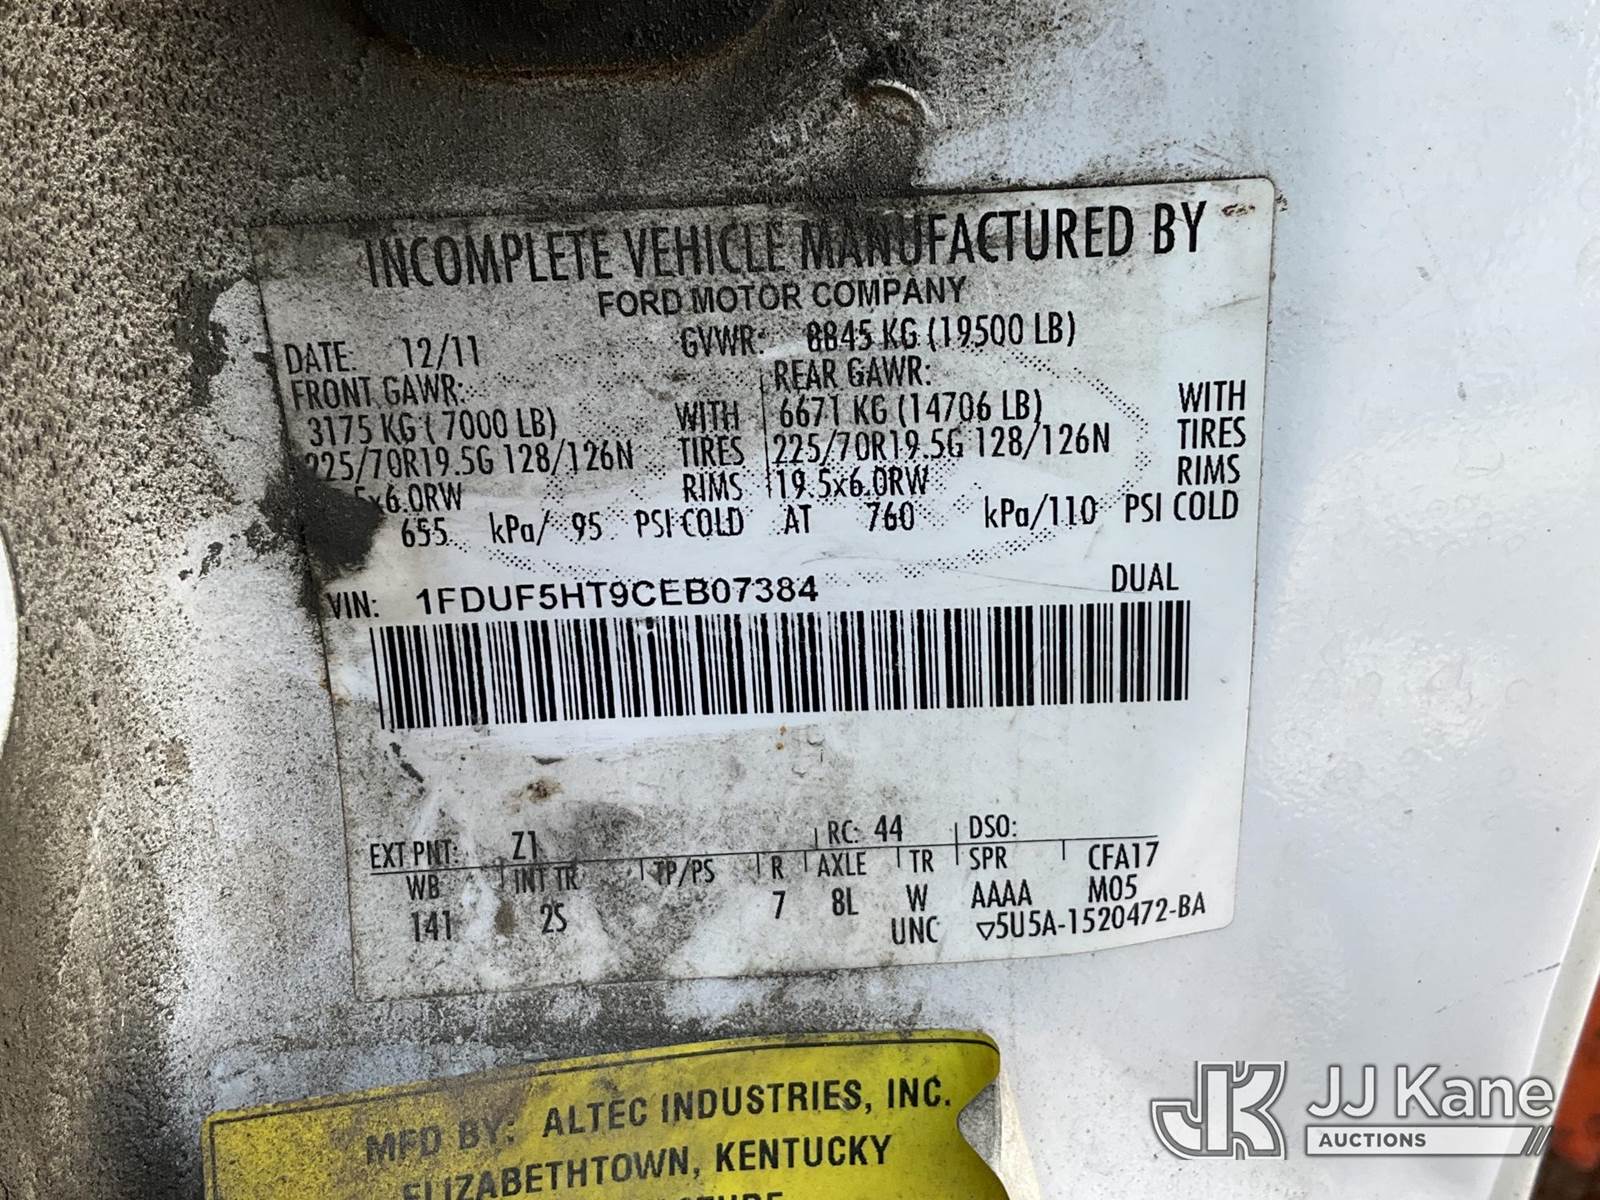 INCOMPLETE VEHICLE MANUFACTURED BY
FORD MOTOR COMPANY
DATE: 12/11 GVWR: 8845 KG (19500 LB)
FRONT GAWR: REAR GAWR:
3175 KG ( 7000 LB) WITH 6671 KG (14706 LB) WITH
225/70R19.5G 128/126N TIRES 225/70R19.5G 128/126N TIRES
5x6.0RW RIMS 19.5x6.0RW RIMS
655 kPa/ 95 PSI COLD AT 760 kPa/110 PSI COLD
VIN: 1FDUF5HT9CEB07384 DUAL
EXT PNT: Z1 RC: 44 DSO:
WB INT TR TP/PS R AXLE TR SPR CFA17
141 2S 7 8L W AAAA M05
UNC ▽5U5A-1520472-BA
MFD BY: ALTEC INDUSTRIES, INC.
ELIZABETHTOWN, KENTUCKY
JK JJ Kane
AUCTIONS